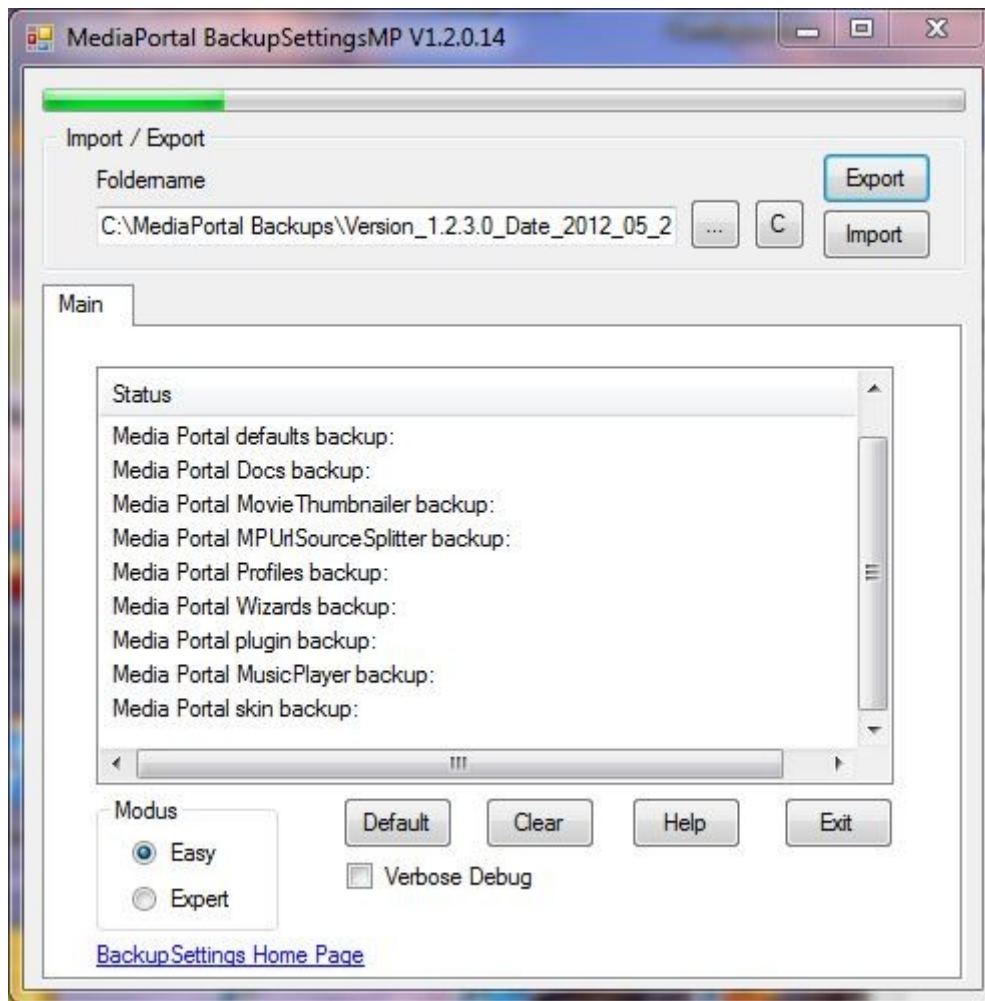 MediaPortal BackupSettingsMP V1.2.0.14
Import / Export
Foldername
Export
C:\MediaPortal Backups\Version_1.2.3.0_Date_2012_05_2
...
C
Import
Main
Status
Media Portal defaults backup:
Media Portal Docs backup:
Media Portal MovieThumbnailer backup:
Media Portal MPUrlSourceSplitter backup:
Media Portal Profiles backup:
Media Portal Wizards backup:
Media Portal plugin backup:
Media Portal MusicPlayer backup:
Media Portal skin backup:
Modus
Easy
Expert
Default
Clear
Help
Exit
Verbose Debug
BackupSettings Home Page